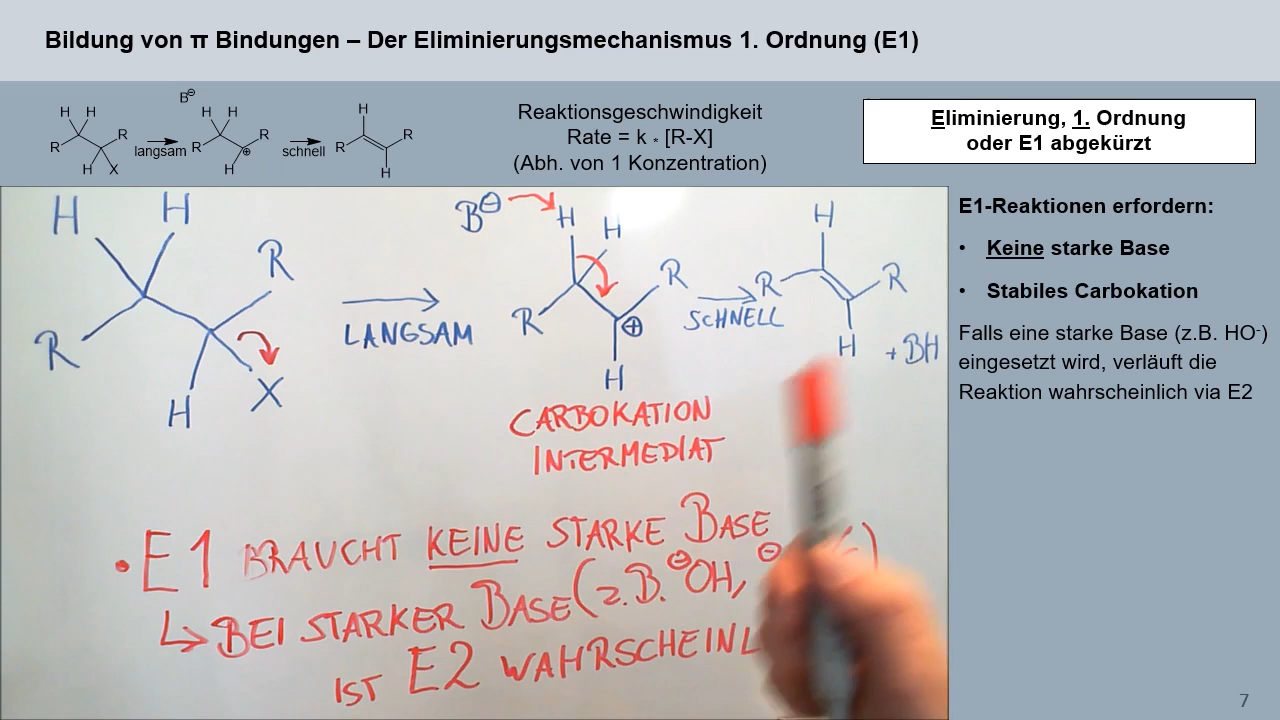 Bildung von π Bindungen – Der Eliminierungsmechanismus 1. Ordnung (E1)
B⊖
H H
R
R X
H
langsam
H H
R
R ⊕
H
schnell
H
R
R
H
Reaktionsgeschwindigkeit
Rate = k * [R-X]
(Abh. von 1 Konzentration)
Eliminierung, 1. Ordnung
oder E1 abgekürzt
H H
R
R
H X
LANGSAM
B⊖
H H
R
R ⊕
H
SCHNELL
H
R R
H + BH
CARBOKATION
INTERMEDIAT
• E1 BRAUCHT KEINE STARKE BASE
↳ BEI STARKER BASE (z.B. ⊖OH, ⊖ )
IST E2
E1-Reaktionen erfordern:
• Keine starke Base
• Stabiles Carbokation
Falls eine starke Base (z.B. HO-)
eingesetzt wird, verläuft die
Reaktion wahrscheinlich via E2
7